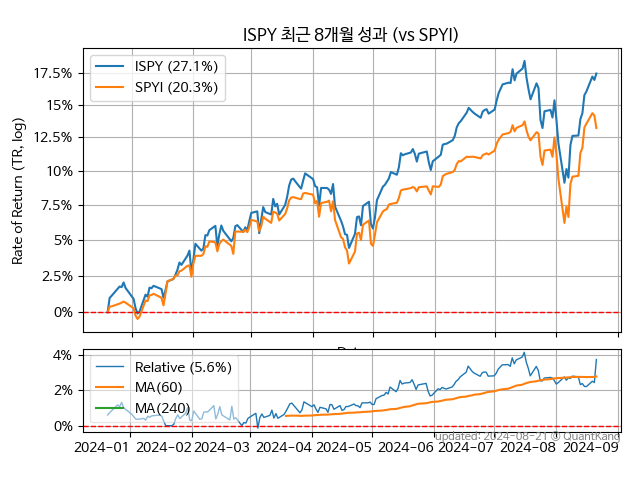 ISPY 최근 8개월 성과 (vs SPYI)
Rate of Return (TR, log)
17.5%
15%
12.5%
10%
7.5%
5%
2.5%
0%
ISPY (27.1%)
SPYI (20.3%)
4%
2%
0%
Relative (5.6%)
MA(60)
MA(240)
2024-01 2024-02 2024-03 2024-04 2024-05 2024-06 2024-07 2024-08 2024-09
updated: 2024-08-21 © QuantKang